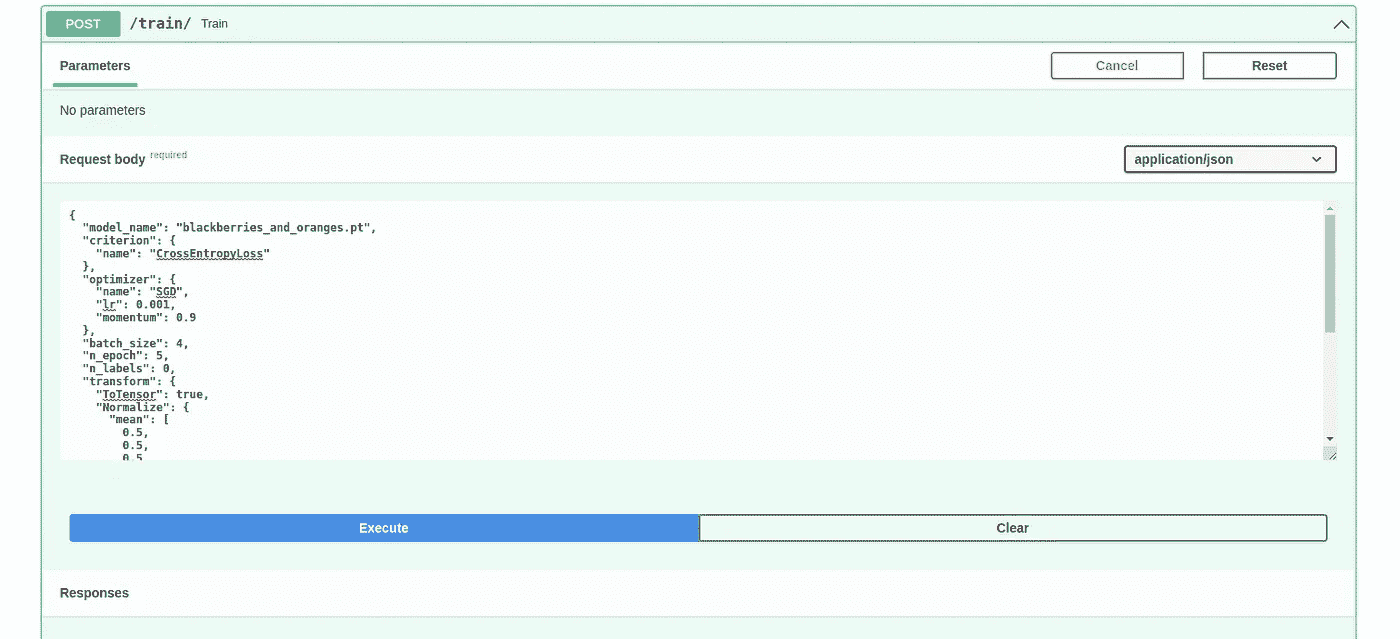 POST /train/ Train
Parameters
Cancel
Reset
No parameters
Request body required
application/json
{
  "model_name": "blackberries_and_oranges.pt",
  "criterion": {
    "name": "CrossEntropyLoss"
  },
  "optimizer": {
    "name": "SGD",
    "lr": 0.001,
    "momentum": 0.9
  },
  "batch_size": 4,
  "n_epoch": 5,
  "n_labels": 0,
  "transform": {
    "ToTensor": true,
    "Normalize": {
      "mean": [
        0.5,
        0.5,
        0.5
Execute
Clear
Responses